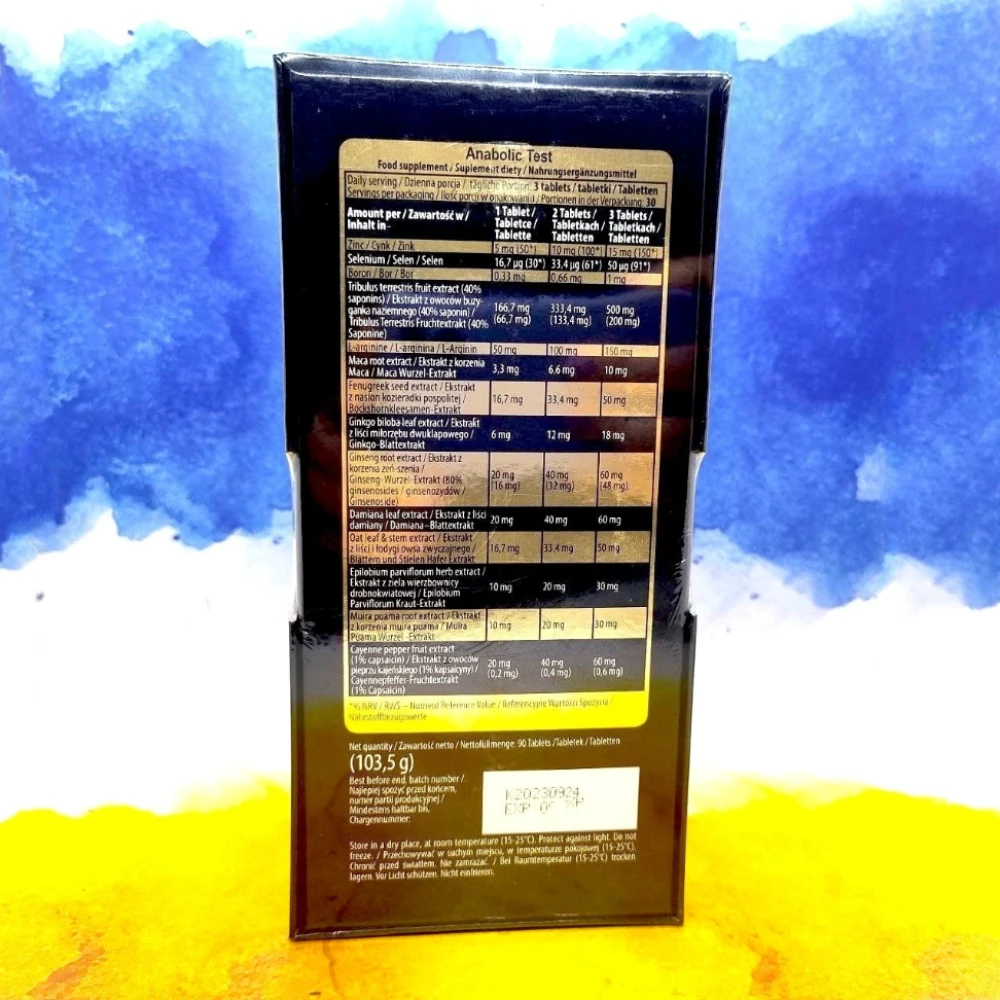 Anabolic Test
Food supplement / Suplement diety / Nahrungsergänzungsmittel
Daily serving / Dzienna porcja / tägliche Portion: 3 tablets / tabletki / Tabletten
Servings per packaging / Ilość porcji w opakowaniu / Portionen in der Verpackung: 30
Amount per / Zawartość w / Inhalt in- 1 Tablet / Tabletce / Tablette 2 Tablets / Tabletkach / Tabletten 3 Tablets / Tabletkach / Tabletten
Zinc / Cynk / Zink 5 mg (50*) 10 mg (100*) 15 mg (150*)
Selenium / Selen / Selen 16,7 µg (30*) 33,4 µg (61*) 50 µg (91*)
Boron / Bor / Bor 0,33 mg 0,66 mg 1 mg
Tribulus terrestris fruit extract (40%
saponins) / Ekstrakt z owoców buzy-
ganka naziemnego (40% saponin) / 166,7 mg 333,4 mg 500 mg
Tribulus Terrestris Fruchtextrakt (40% (66,7 mg) (133,4 mg) (200 mg)
Saponine)
L-arginine / L-arginina / L-Arginin 50 mg 100 mg 150 mg
Maca root extract / Ekstrakt z korzenia
Maca / Maca Wurzel-Extrakt 3,3 mg 6,6 mg 10 mg
Fenugreek seed extract / Ekstrakt
z nasion kozieradki pospolitej / 16,7 mg 33,4 mg 50 mg
Bockshornkleesamen-Extrakt
Ginkgo biloba leaf extract / Ekstrakt
z liści miłorzębu dwuklapowego / 6 mg 12 mg 18 mg
Ginkgo-Blattextrakt
Ginseng root extract / Ekstrakt z
korzenia żeń-szenia / 20 mg 40 mg 60 mg
Ginseng-Wurzel-Extrakt (80% (16 mg) (32 mg) (48 mg)
ginsenosides / ginsenozydów /
Ginsenoside)
Damiana leaf extract / Ekstrakt z liści
damiany / Damiana–Blattextrakt 20 mg 40 mg 60 mg
Oat leaf & stem extract / Ekstrakt
z liści i łodygi owsa zwyczajnego / 16,7 mg 33,4 mg 50 mg
Blättern und Stielen Hafer Extrakt
Epilobium parviflorum herb extract /
Ekstrakt z ziela wierzbownicy 10 mg 20 mg 30 mg
drobnokwiatowej / Epilobium
Parviflorum Kraut-Extrakt
Muira puama root extract / Ekstrakt
z korzenia muira puama / Muira 10 mg 20 mg 30 mg
Puama Wurzel -Extrakt
Cayenne pepper fruit extract
(1% capsaicin) / Ekstrakt z owoców 20 mg 40 mg 60 mg
pieprzu kajeńskiego (1% kapsaicyny) / (0,2 mg) (0,4 mg) (0,6 mg)
Cayennepfeffer-Fruchtextrakt
(1% Capsaicin)
*% NRV / RWS – Nutrient Reference Value / Referencyjne Wartości Spożycia /
Nährstoffbezugswerte
Net quantity / Zawartość netto / Nettofüllmenge: 90 Tablets / Tabletek / Tabletten
(103,5 g)
Best before end, batch number /
Najlepiej spożyć przed końcem,
numer partii produkcyjnej /
Mindestens haltbar bis,
Chargennummer:
K20230924
EXP
Store in a dry place, at room temperature (15-25°C). Protect against light. Do not
freeze. / Przechowywać w suchym miejscu, w temperaturze pokojowej (15-25°C).
Chronić przed światłem. Nie zamrażać. / Bei Raumtemperatur (15-25°C) trocken
lagern. Vor Licht schützen. Nicht einfrieren.